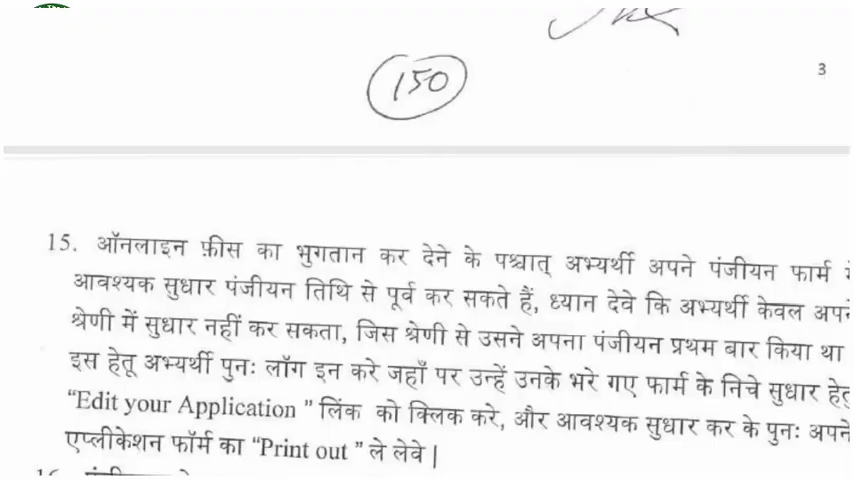 150
3
15. ऑनलाइन फ़ीस का भुगतान कर देने के पश्चात् अभ्यर्थी अपने पंजीयन फार्म में
आवश्यक सुधार पंजीयन तिथि से पूर्व कर सकते हैं, ध्यान देवे कि अभ्यर्थी केवल अपने
श्रेणी में सुधार नहीं कर सकता, जिस श्रेणी से उसने अपना पंजीयन प्रथम बार किया था
इस हेतू अभ्यर्थी पुनः लॉग इन करे जहाँ पर उन्हें उनके भरे गए फार्म के निचे सुधार हेतु
“Edit your Application ” लिंक को क्लिक करे, और आवश्यक सुधार कर के पुनः अपने
एप्लीकेशन फॉर्म का “Print out ” ले लेवे |